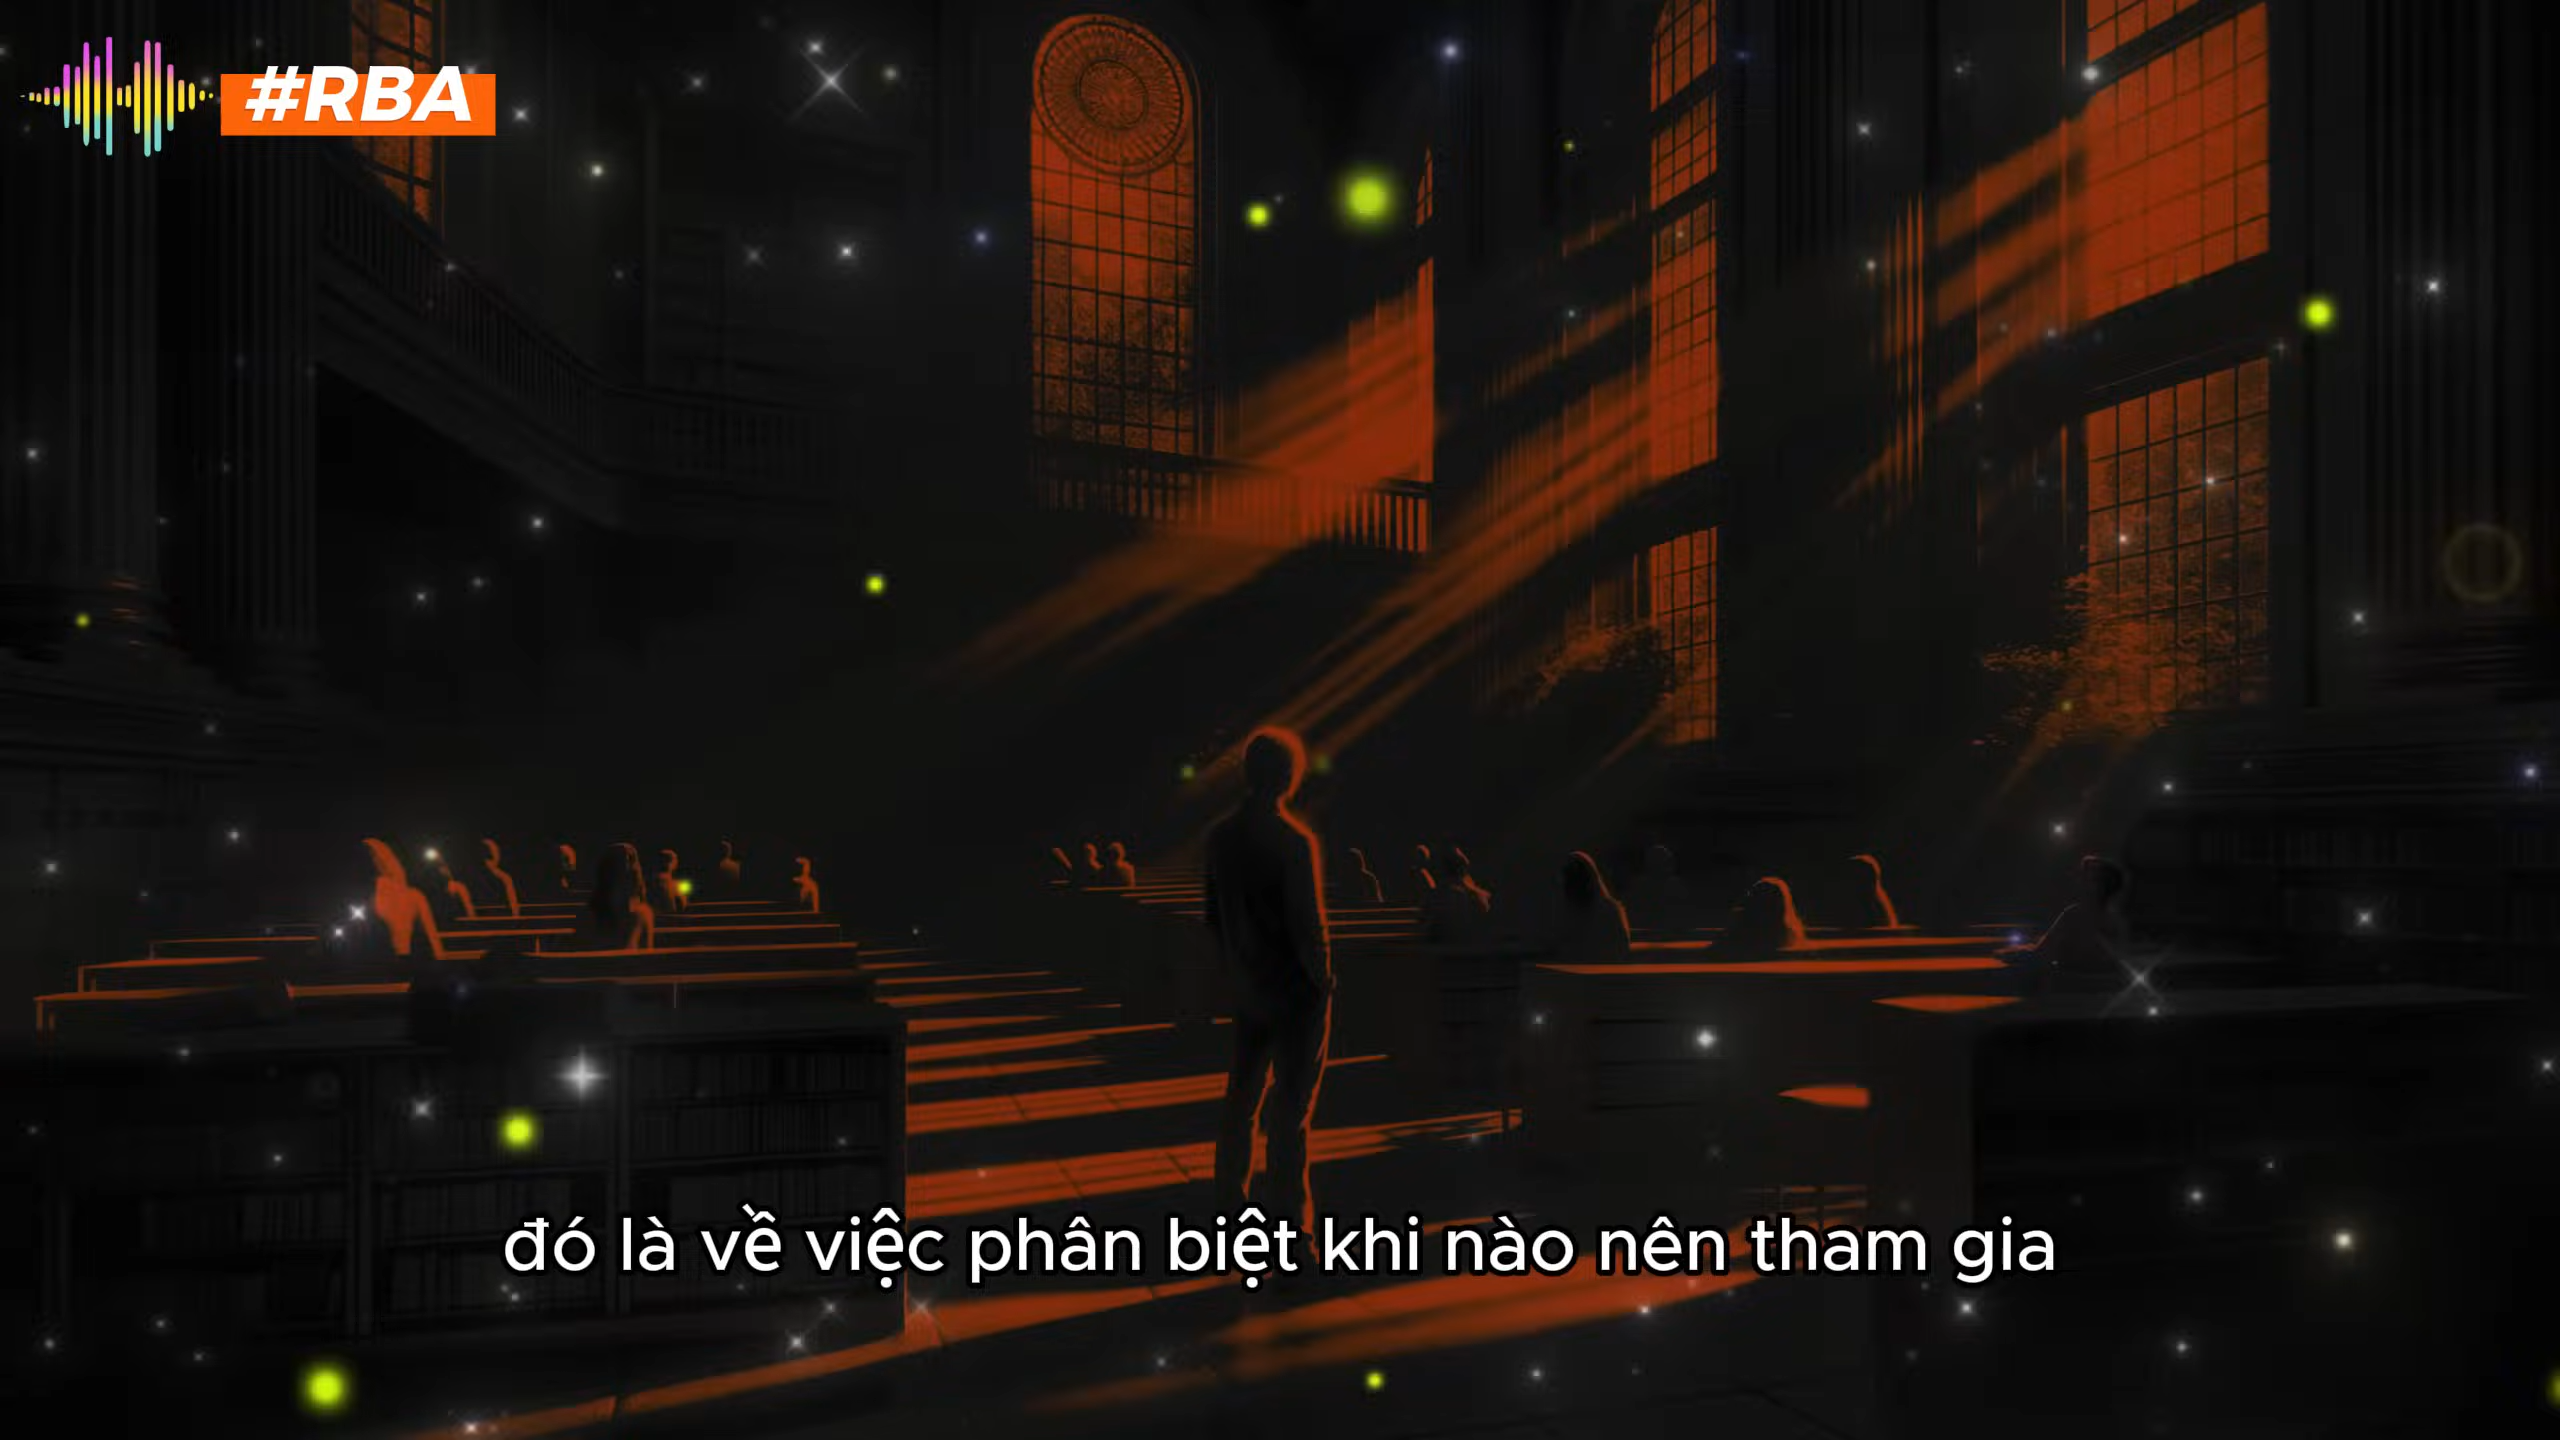 #RBA
đó là về việc phân biệt khi nào nên tham gia